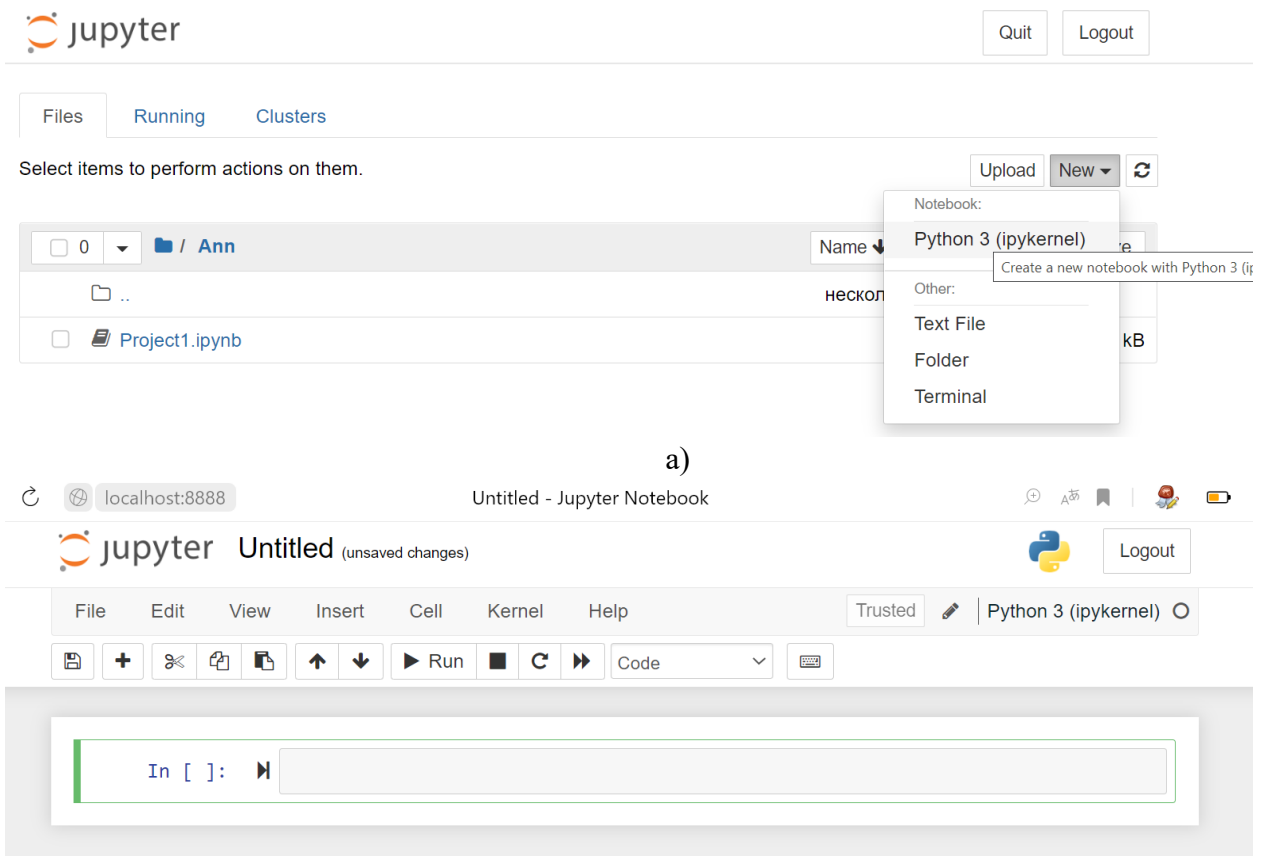 jupyter Quit Logout
Files Running Clusters
Select items to perform actions on them. Upload New
Notebook:
0 / Ann Name Python 3 (ipykernel)
Create a new notebook with Python 3 (ip
.. нескол Other:
Text File
Project1.ipynb kB
Folder
Terminal
a)
localhost:8888 Untitled - Jupyter Notebook
jupyter Untitled (unsaved changes) Logout
File Edit View Insert Cell Kernel Help Trusted Python 3 (ipykernel)
Run Code
In [ ]: